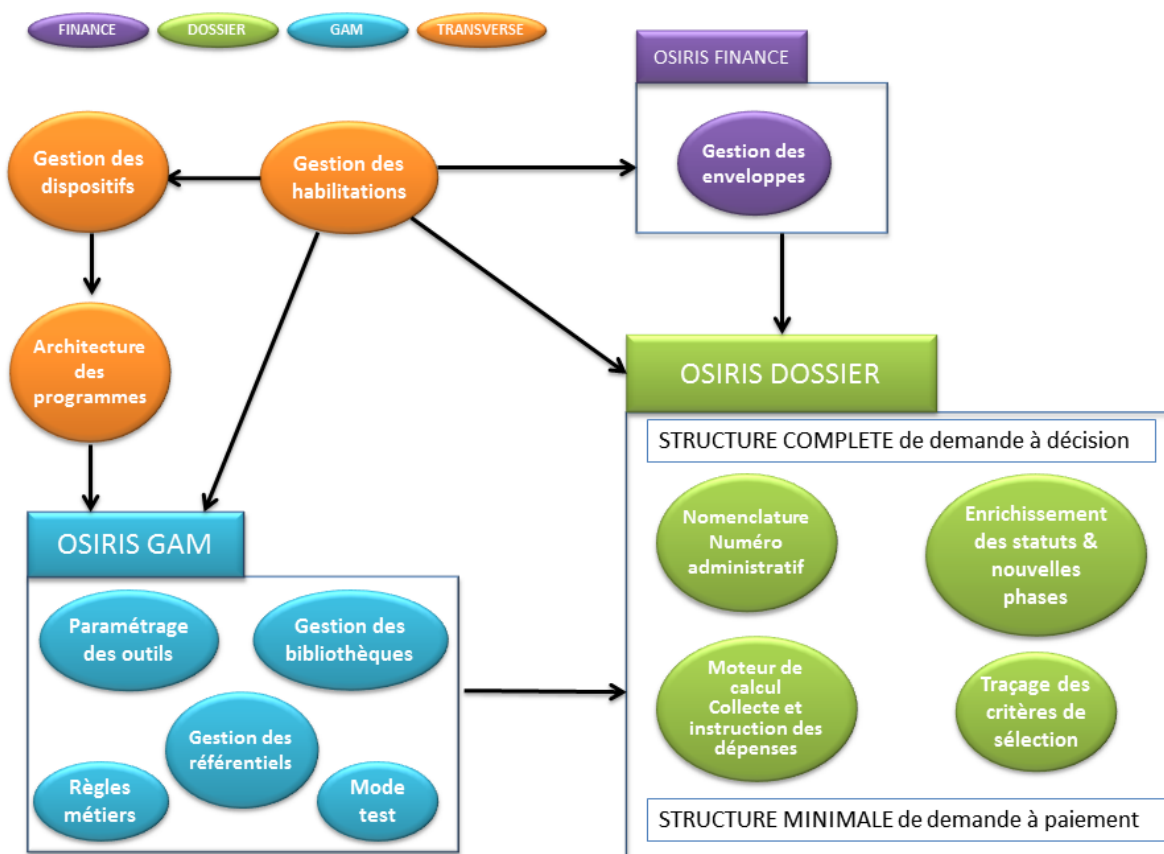 FINANCE
DOSSIER
GAM
TRANSVERSE
OSIRIS FINANCE
Gestion des
enveloppes
Gestion des
dispositifs
Gestion des
habilitations
Architecture
des
programmes
OSIRIS DOSSIER
STRUCTURE COMPLETE de demande à décision
Nomenclature
Numéro
administratif
Enrichissement
des statuts &
nouvelles
phases
Moteur de
calcul
Collecte et
instruction des
dépenses
Traçage des
critères de
sélection
STRUCTURE MINIMALE de demande à paiement
OSIRIS GAM
Paramétrage
des outils
Gestion des
bibliothèques
Gestion des
référentiels
Règles
métiers
Mode
test